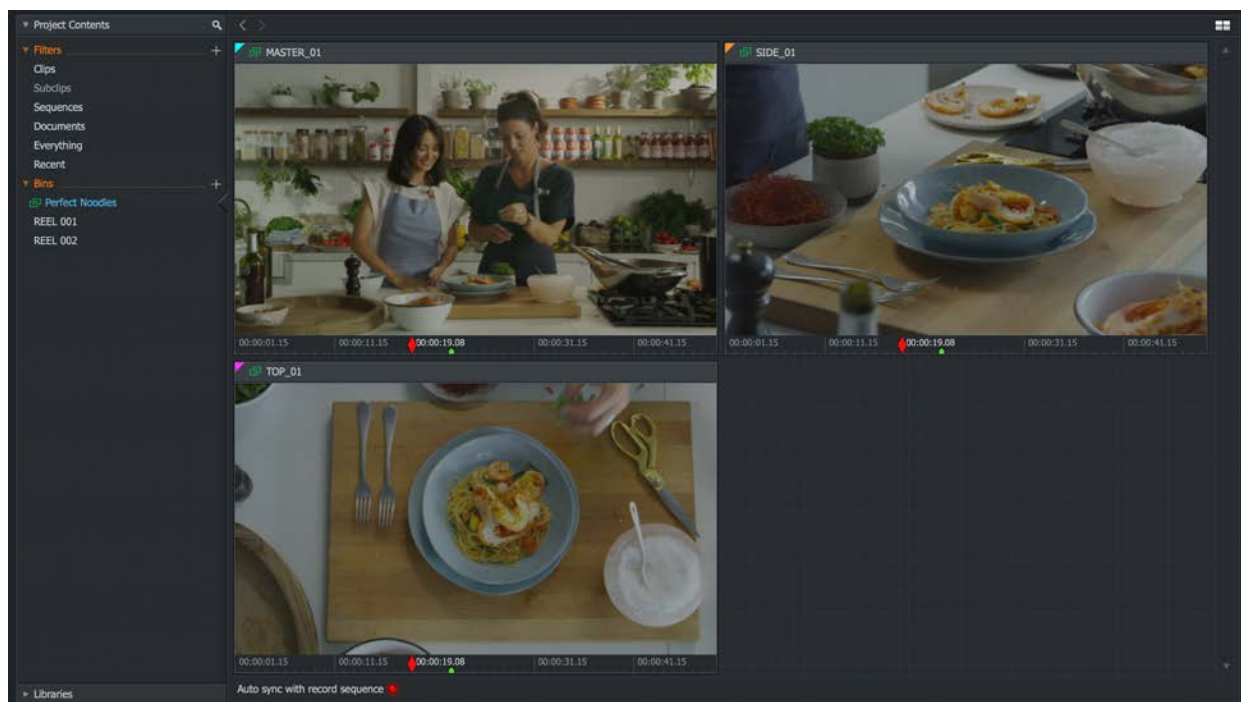 Project Contents
Filters
Clips
Subclips
Sequences
Documents
Everything
Recent
Bins
Perfect Noodles
REEL 001
REEL 002
Libraries
MASTER_01
00:00:01.15 00:00:11.15 00:00:19.08 00:00:31.15 00:00:41.15
SIDE_01
00:00:01.15 00:00:11.15 00:00:19.08 00:00:31.15 00:00:41.15
TOP_01
00:00:01.15 00:00:11.15 00:00:19.08 00:00:31.15 00:00:41.15
Auto sync with record sequence